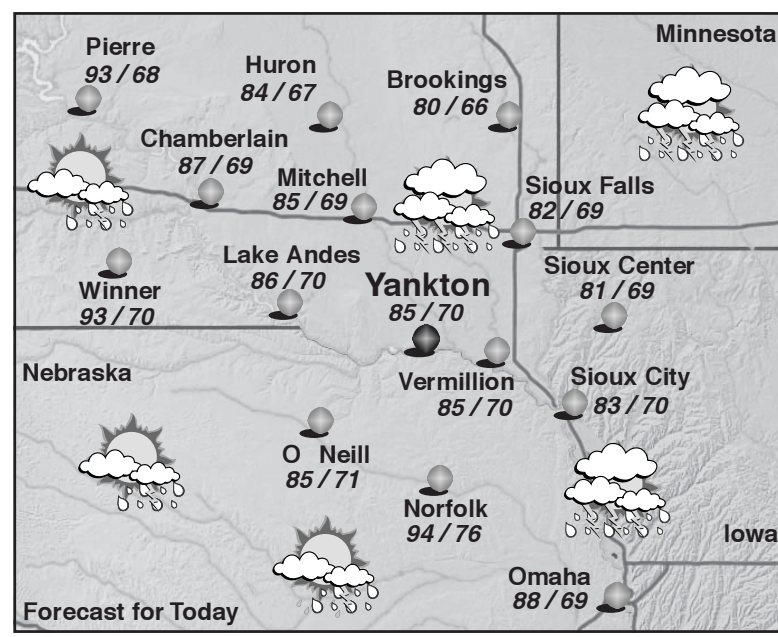 Minnesota
Pierre
93/68
Huron
84/67
Brookings
80/66
Chamberlain
87/69
Mitchell
85/69
Sioux Falls
82/69
Lake Andes
86/70
Yankton
85/70
Sioux Center
81/69
Winner
93/70
Nebraska
Vermillion
85/70
Sioux City
83/70
O Neill
85/71
Norfolk
94/76
Iowa
Omaha
88/69
Forecast for Today